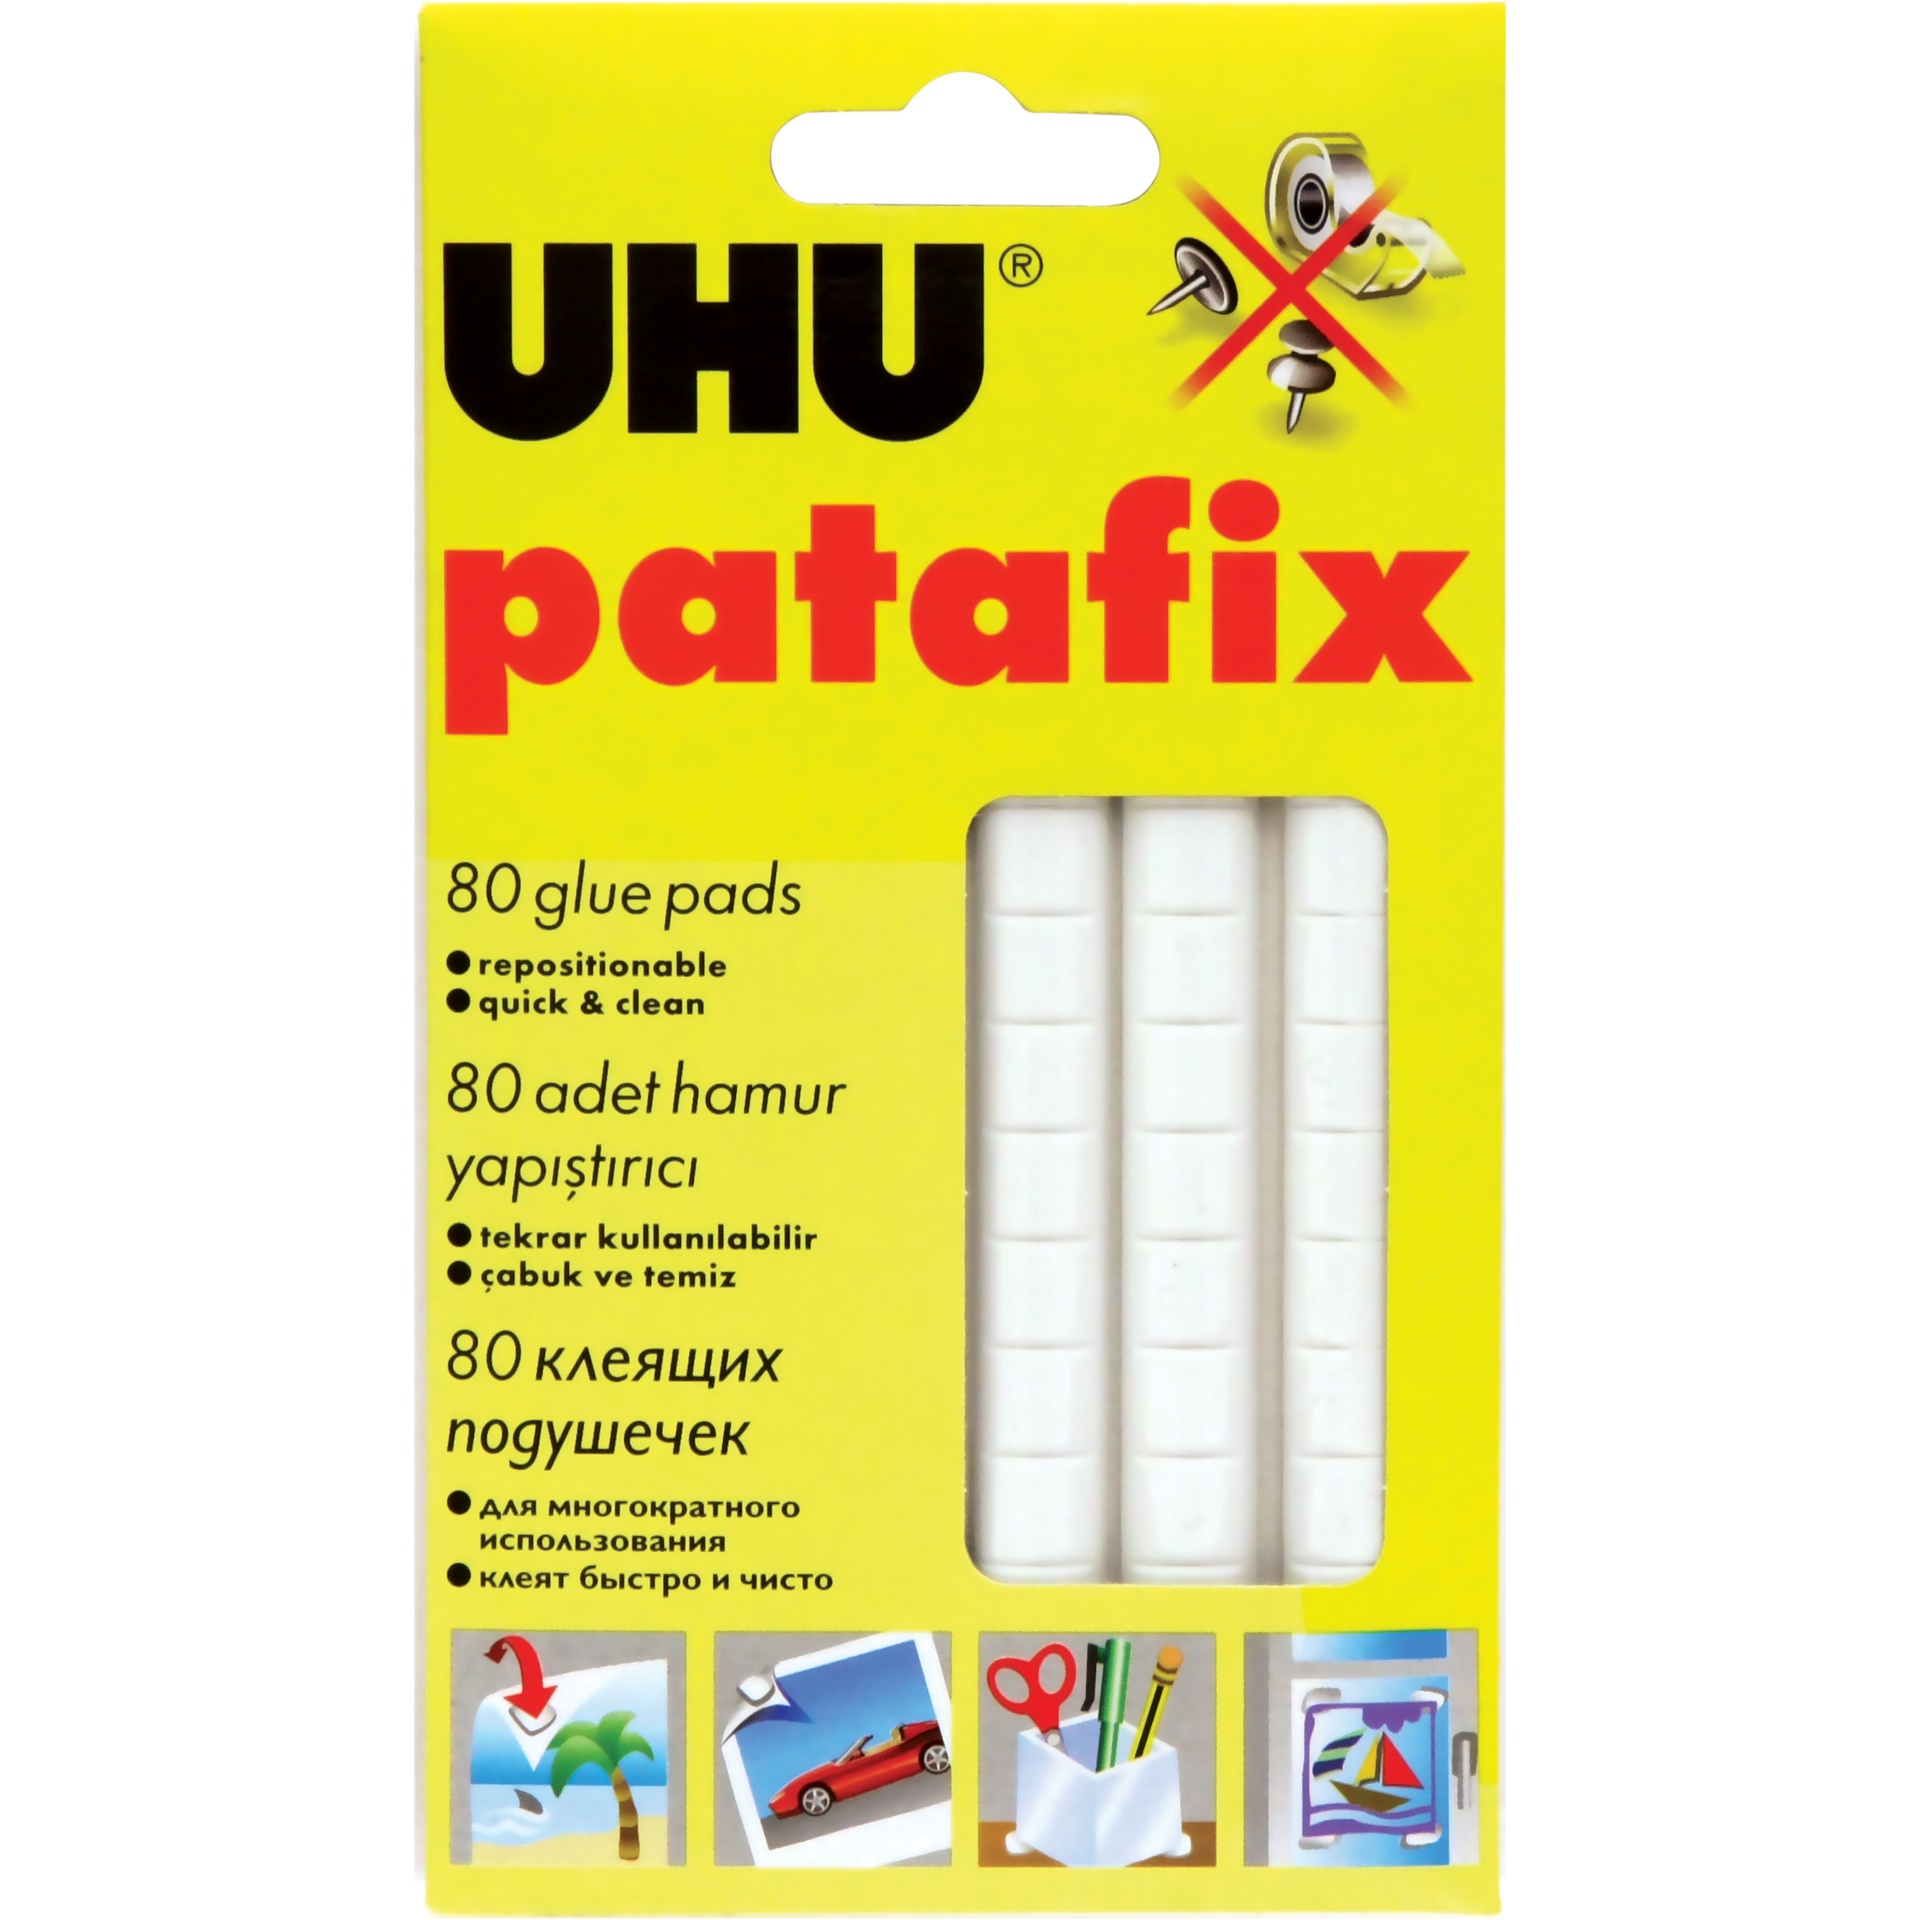 UHU®
patafix
80 glue pads
● repositionable
● quick & clean
80 adet hamur
yapıştırıcı
● tekrar kullanılabilir
● çabuk ve temiz
80 клеящих
подушечек
● для многократного
использования
● клеят быстро и чисто